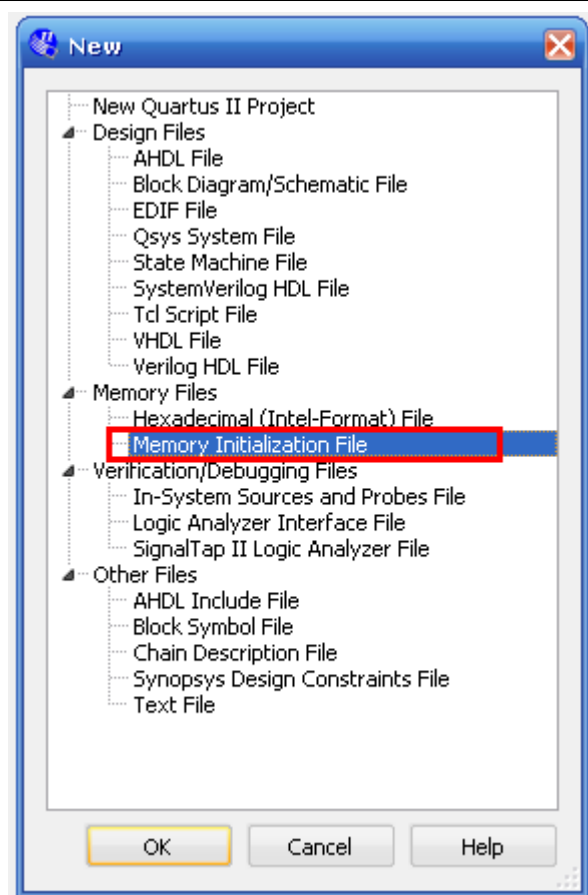 New
New Quartus II Project
Design Files
AHDL File
Block Diagram/Schematic File
EDIF File
Qsys System File
State Machine File
SystemVerilog HDL File
Tcl Script File
VHDL File
Verilog HDL File
Memory Files
Hexadecimal (Intel-Format) File
Memory Initialization File
Verification/Debugging Files
In-System Sources and Probes File
Logic Analyzer Interface File
SignalTap II Logic Analyzer File
Other Files
AHDL Include File
Block Symbol File
Chain Description File
Synopsys Design Constraints File
Text File
OK Cancel Help